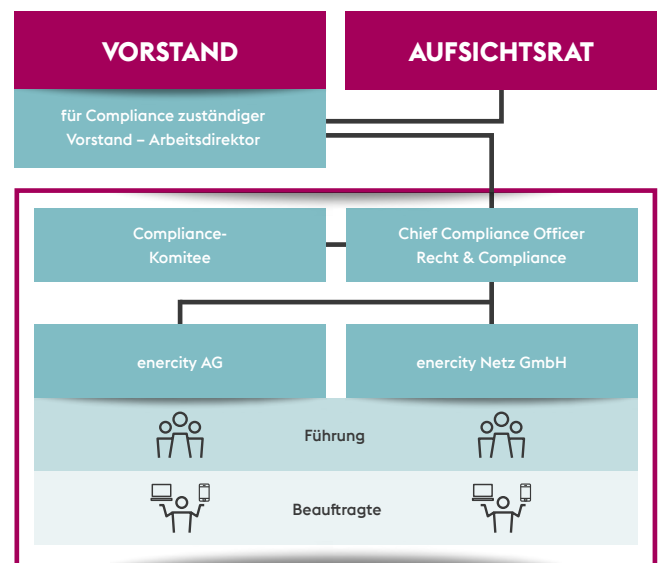 VORSTAND
AUFSICHTSRAT
für Compliance zuständiger
Vorstand – Arbeitsdirektor
Compliance-
Komitee
Chief Compliance Officer
Recht & Compliance
enercity AG
enercity Netz GmbH
Führung
Beauftragte